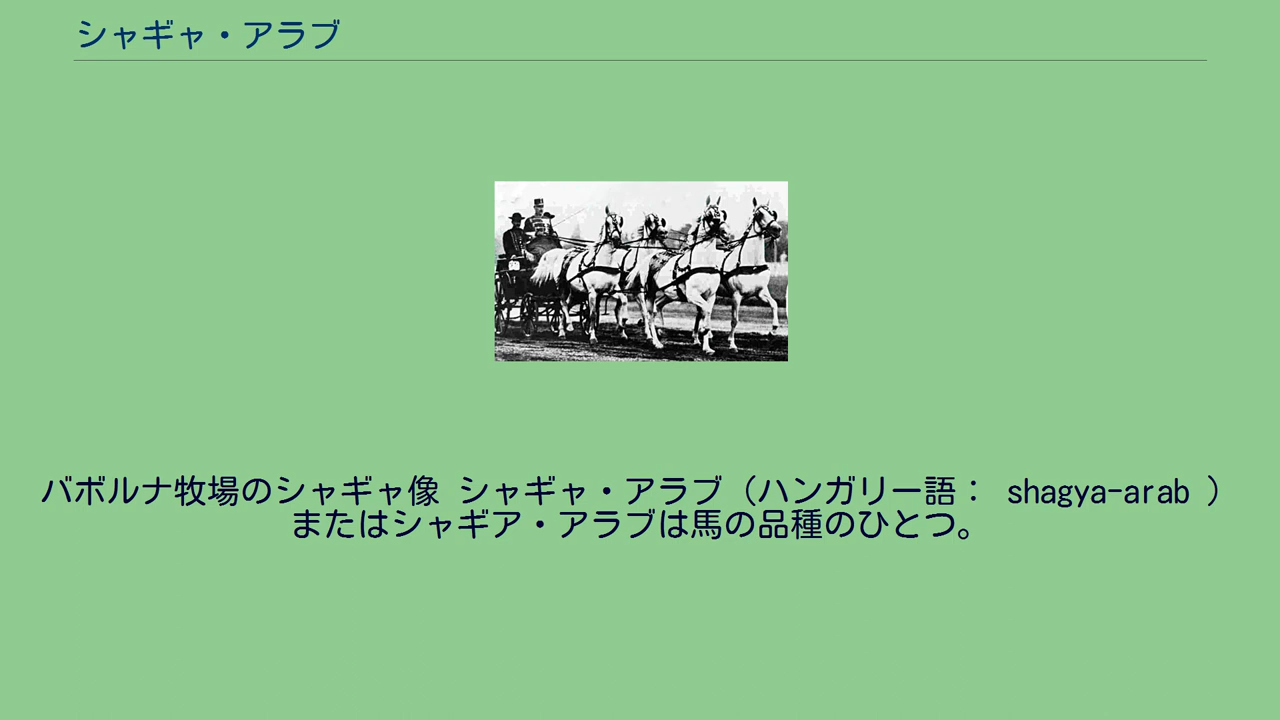 シャギャ・アラブ
バボルナ牧場のシャギャ像 シャギャ・アラブ（ハンガリー語： shagya-arab ）
またはシャギア・アラブは馬の品種のひとつ。